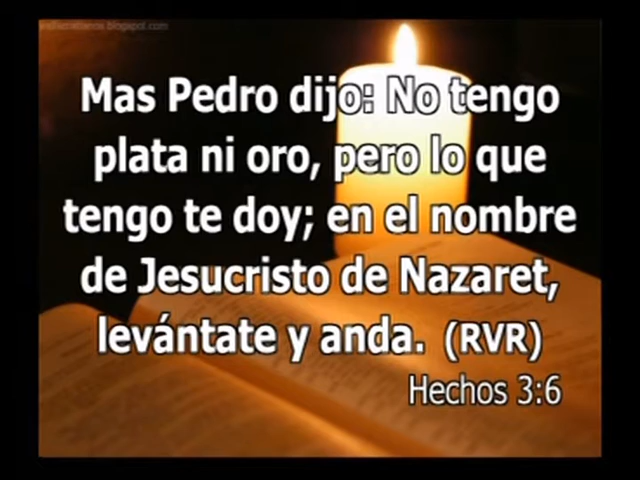 Mas Pedro dijo: No tengo
plata ni oro, pero lo que
tengo te doy; en el nombre
de Jesucristo de Nazaret,
levántate y anda. (RVR)
Hechos 3:6